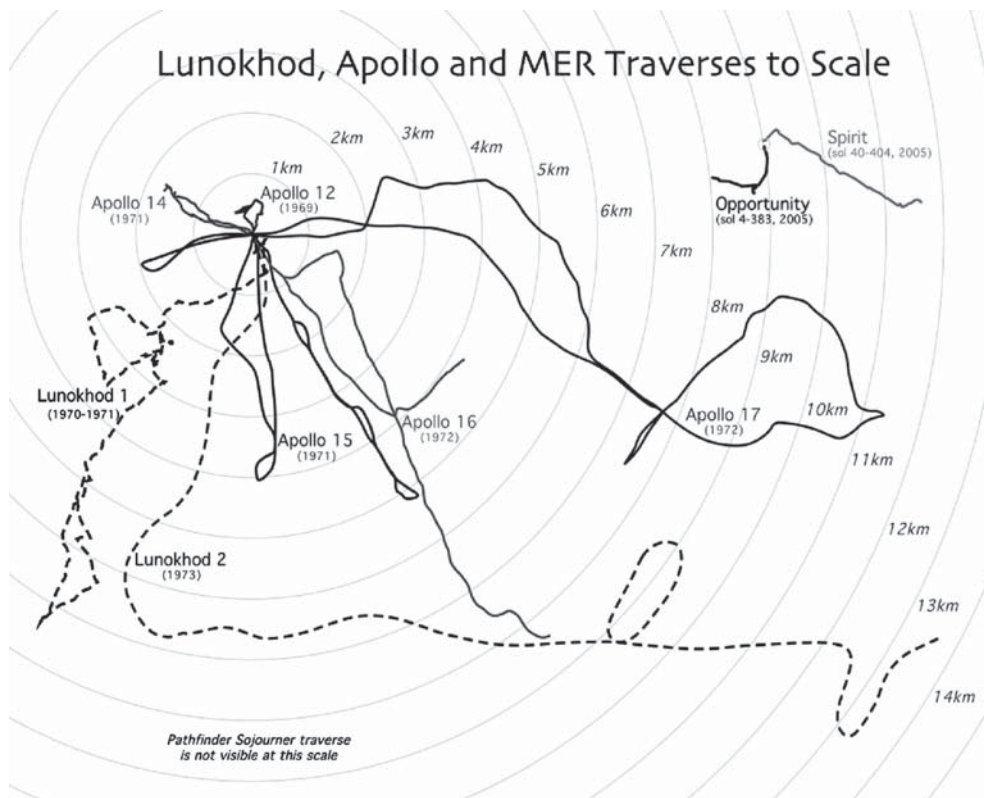 Lunokhod, Apollo and MER Traverses to Scale
1km
2km
3km
4km
5km
6km
7km
8km
9km
10km
11km
12km
13km
14km
Spirit
(sol 40-404, 2005)
Opportunity
(sol 4-383, 2005)
Apollo 14
(1971)
Apollo 12
(1969)
Lunokhod 1
(1970-1971)
Apollo 15
(1971)
Apollo 16
(1972)
Apollo 17
(1972)
Lunokhod 2
(1973)
Pathfinder Sojourner traverse
is not visible at this scale